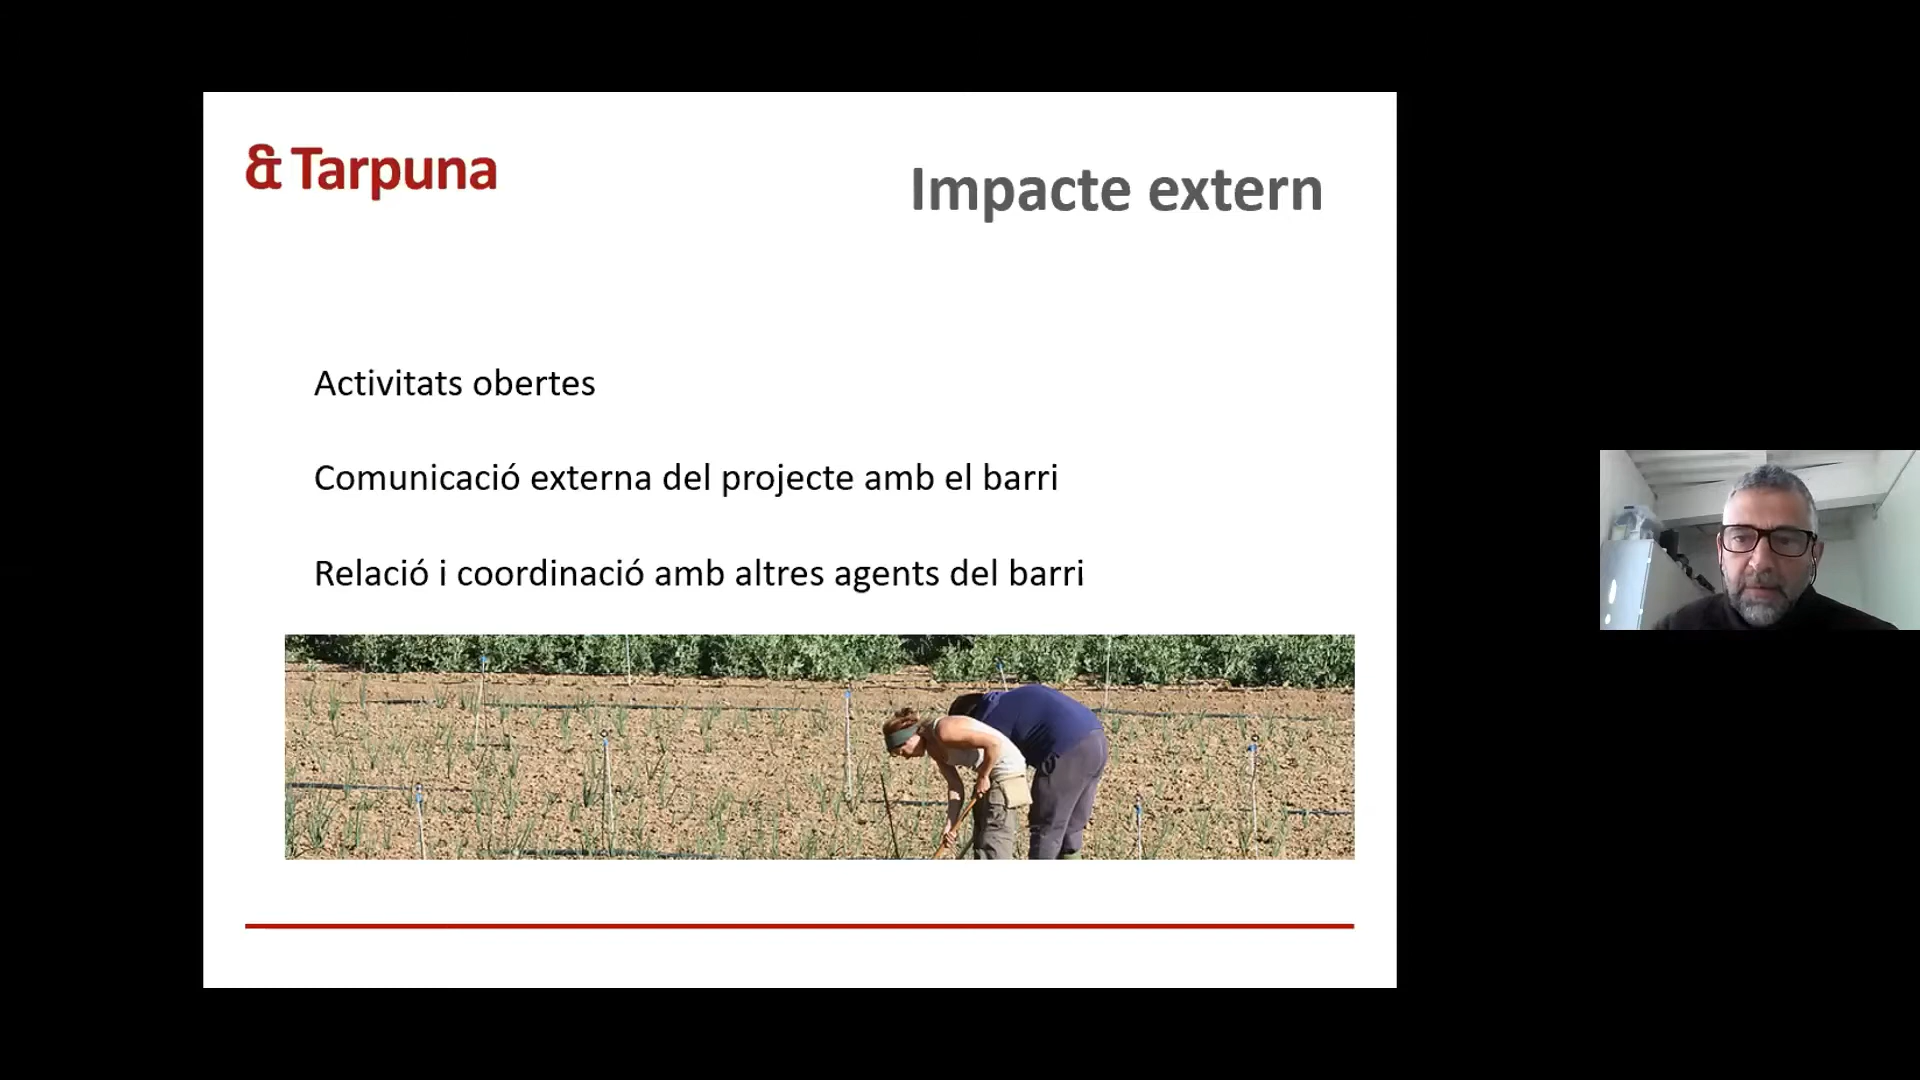 & Tarpuna
Impacte extern
Activitats obertes
Comunicació externa del projecte amb el barri
Relació i coordinació amb altres agents del barri